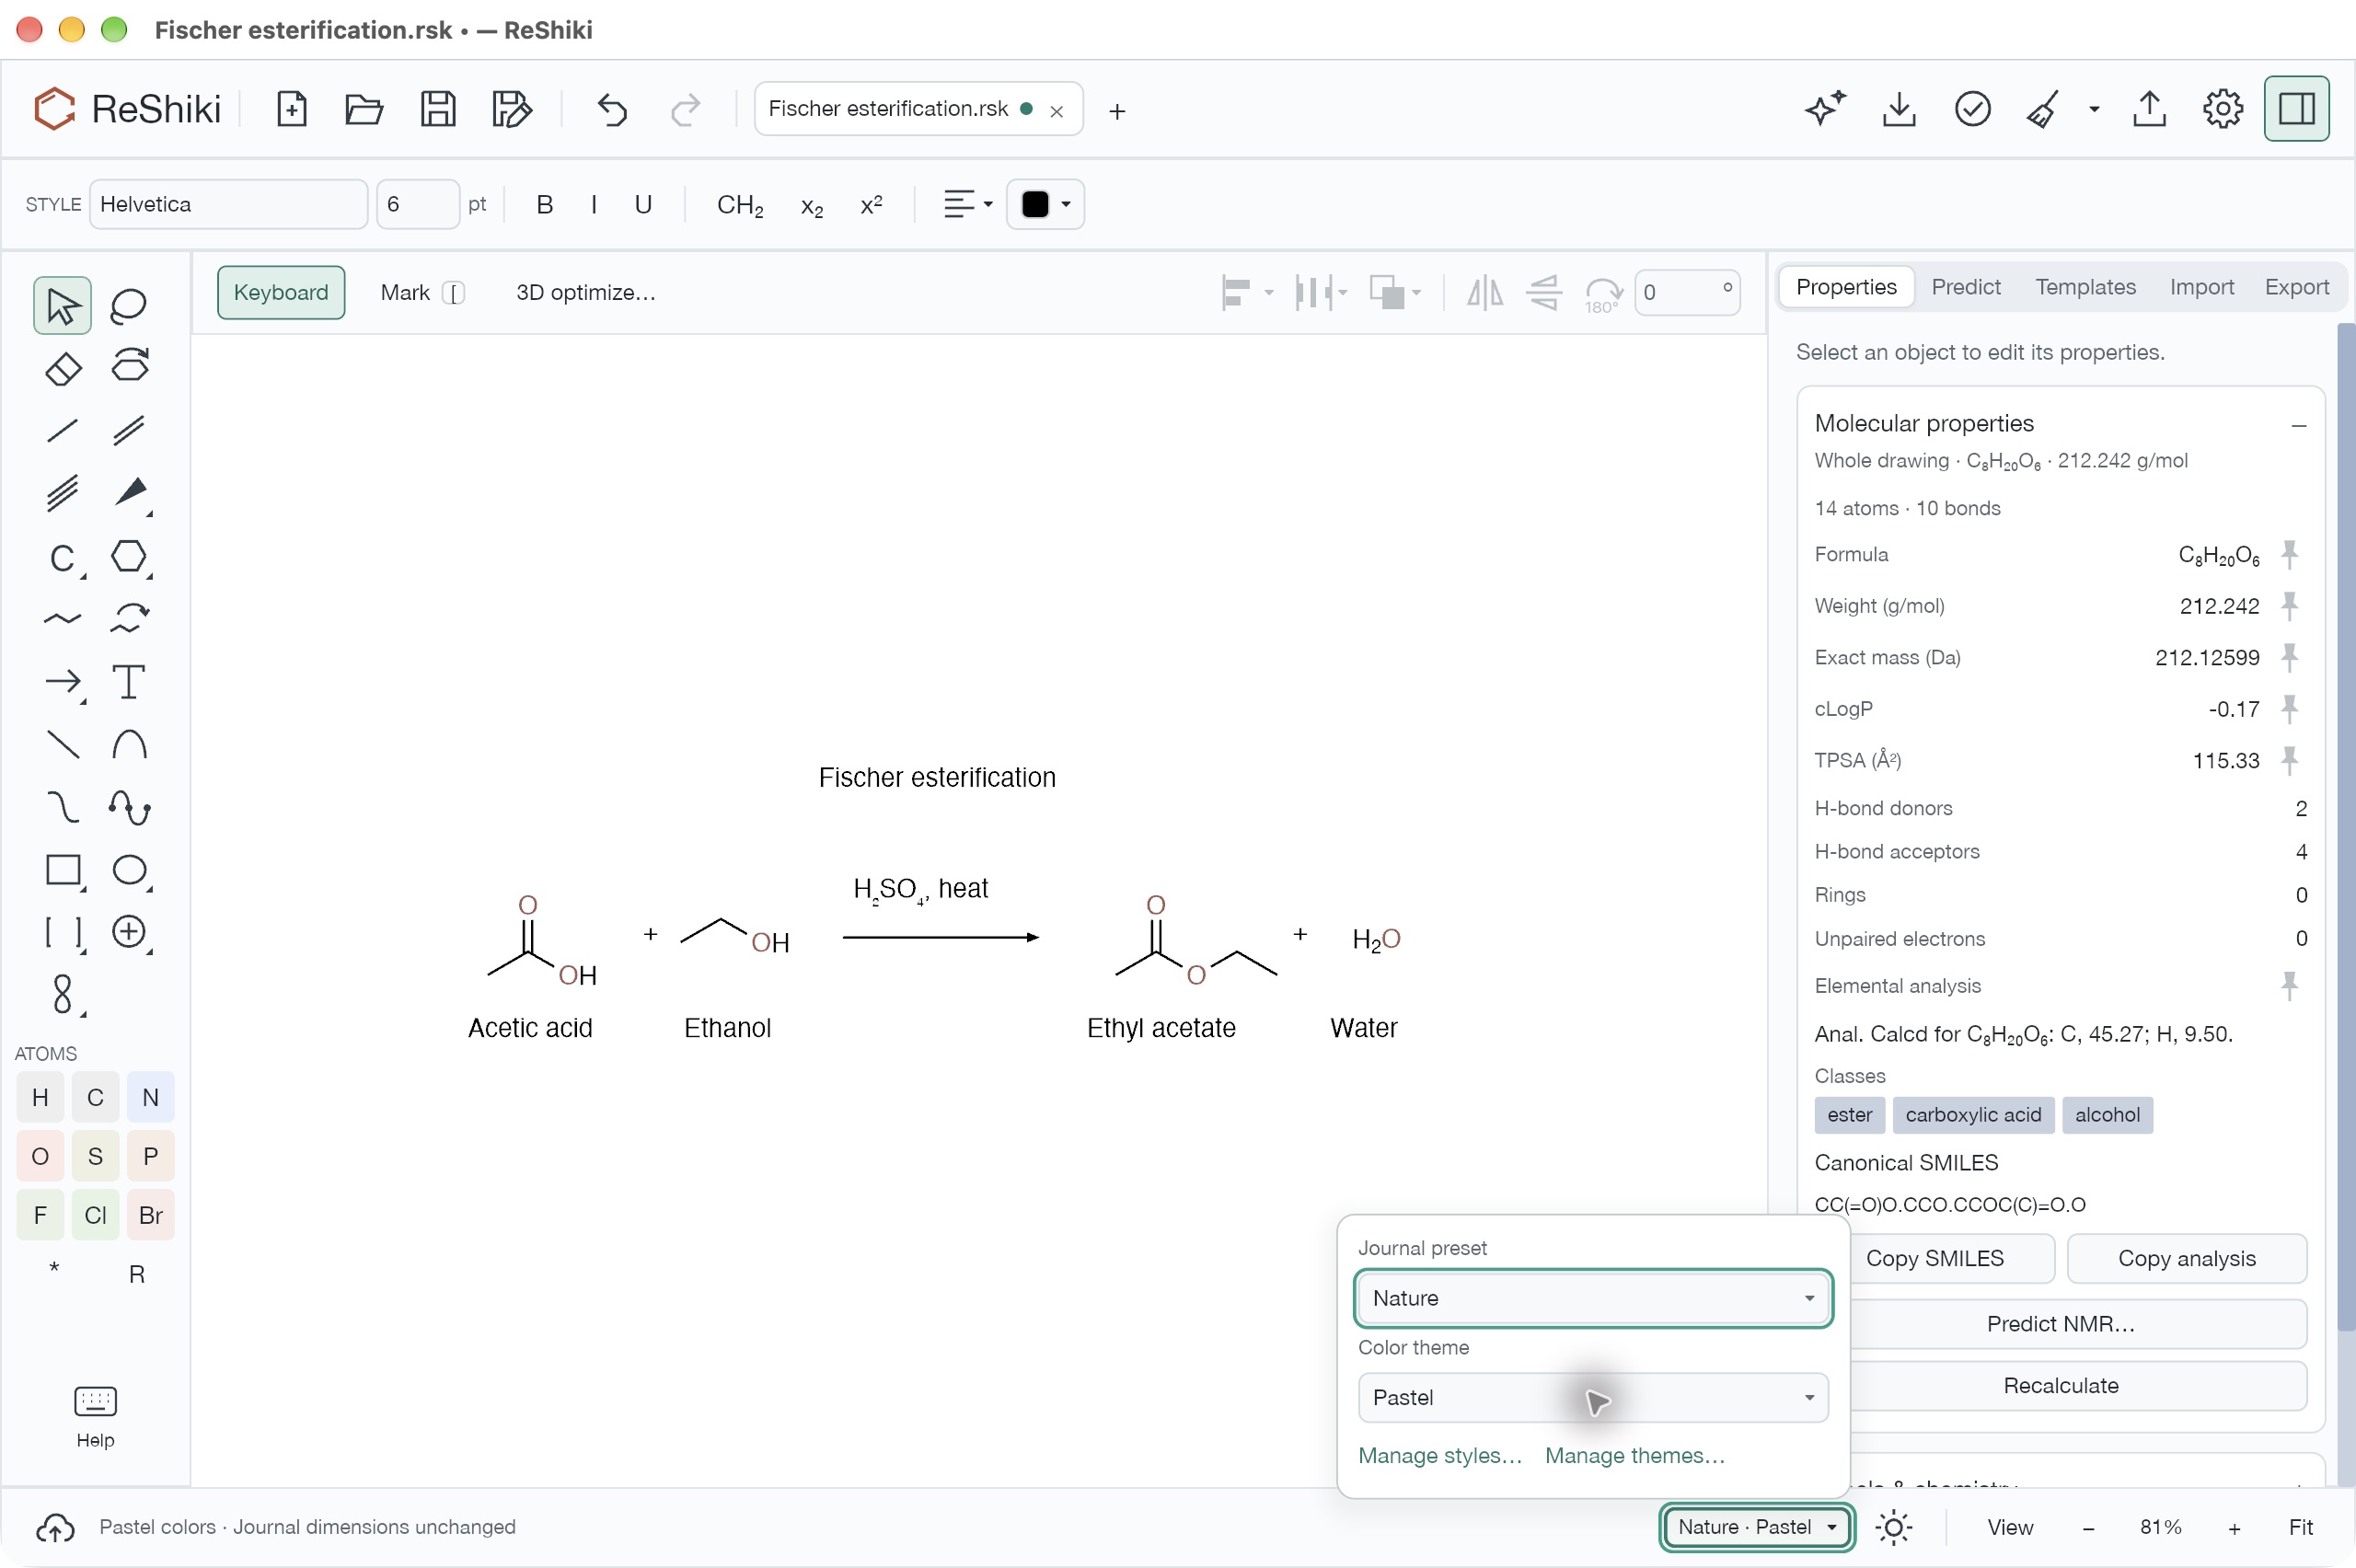 Fischer esterification.rsk • — ReShiki
ReShiki
Fischer esterification.rsk
STYLE Helvetica 6 pt B I U CH₂ x₂ x²
Keyboard Mark [ 3D optimize...
180° 0 °
Properties Predict Templates Import Export
Select an object to edit its properties.
Molecular properties
Whole drawing · C₈H₂₀O₆ · 212.242 g/mol
14 atoms · 10 bonds
Formula C₈H₂₀O₆
Weight (g/mol) 212.242
Exact mass (Da) 212.12599
cLogP -0.17
TPSA (Å²) 115.33
H-bond donors 2
H-bond acceptors 4
Rings 0
Unpaired electrons 0
Elemental analysis
Anal. Calcd for C₈H₂₀O₆: C, 45.27; H, 9.50.
Classes
ester carboxylic acid alcohol
Canonical SMILES
CC(=O)O.CCO.CCOC(C)=O.O
Copy SMILES Copy analysis
Predict NMR...
Recalculate
C
T
ATOMS
H C N
O S P
F Cl Br
* R
Help
Fischer esterification
H₂SO₄, heat
O OH + OH O O + H₂O
Acetic acid Ethanol Ethyl acetate Water
Journal preset
Nature
Color theme
Pastel
Manage styles... Manage themes...
Pastel colors · Journal dimensions unchanged
Nature · Pastel View − 81% + Fit